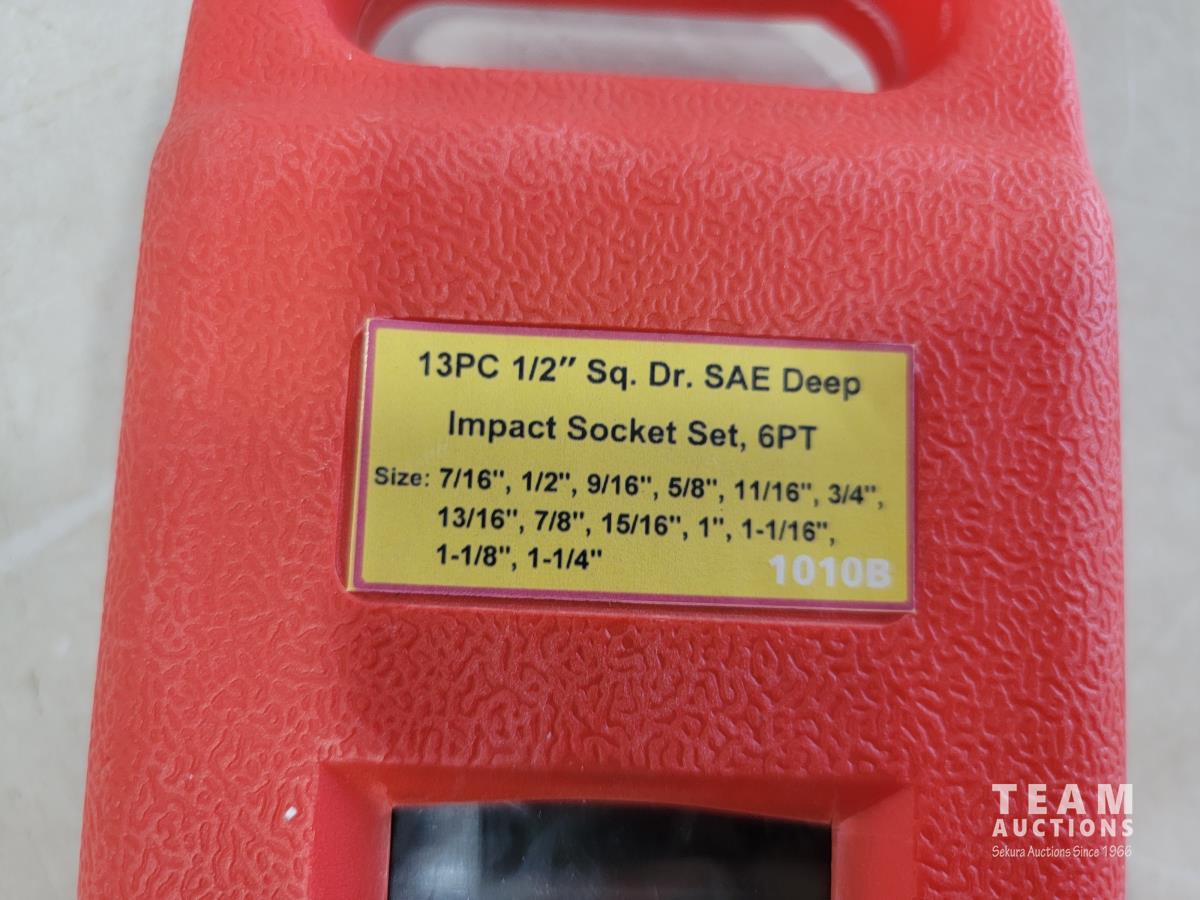 13PC 1/2″ Sq. Dr. SAE Deep
Impact Socket Set, 6PT
Size: 7/16", 1/2", 9/16", 5/8", 11/16", 3/4",
13/16", 7/8", 15/16", 1", 1-1/16",
1-1/8", 1-1/4"
1010B
TEAM
AUCTIONS
Sekura Auctions Since 1966